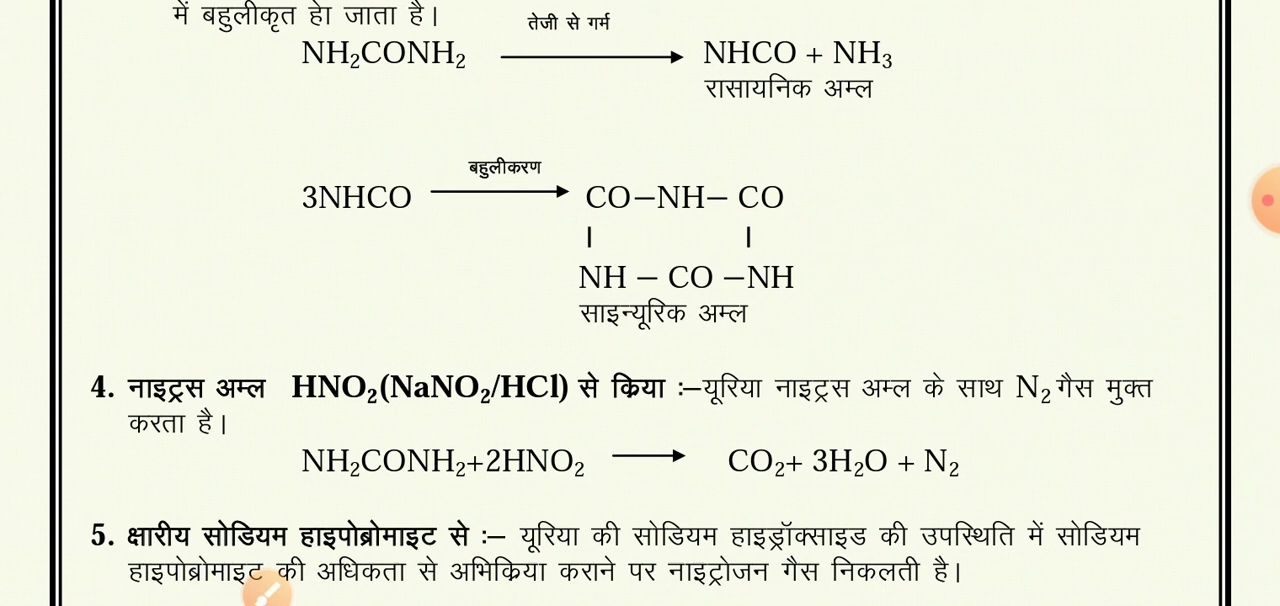 में बहुलीकृत हेा जाता है।
तेजी से गर्म
NH₂CONH₂ ⟶ NHCO + NH₃
रासायनिक अम्ल
बहुलीकरण
3NHCO ⟶ CO–NH– CO
| |
NH – CO –NH
साइन्यूरिक अम्ल
4. नाइट्रस अम्ल HNO₂(NaNO₂/HCl) से क्रिया :–यूरिया नाइट्रस अम्ल के साथ N₂ गैस मुक्त
करता है।
NH₂CONH₂+2HNO₂ ⟶ CO₂+ 3H₂O + N₂
5. क्षारीय सोडियम हाइपोब्रोमाइट से :– यूरिया की सोडियम हाइड्रॉक्साइड की उपस्थिति में सोडियम
हाइपोब्रोमाइट की अधिकता से अभिक्रिया कराने पर नाइट्रोजन गैस निकलती है।